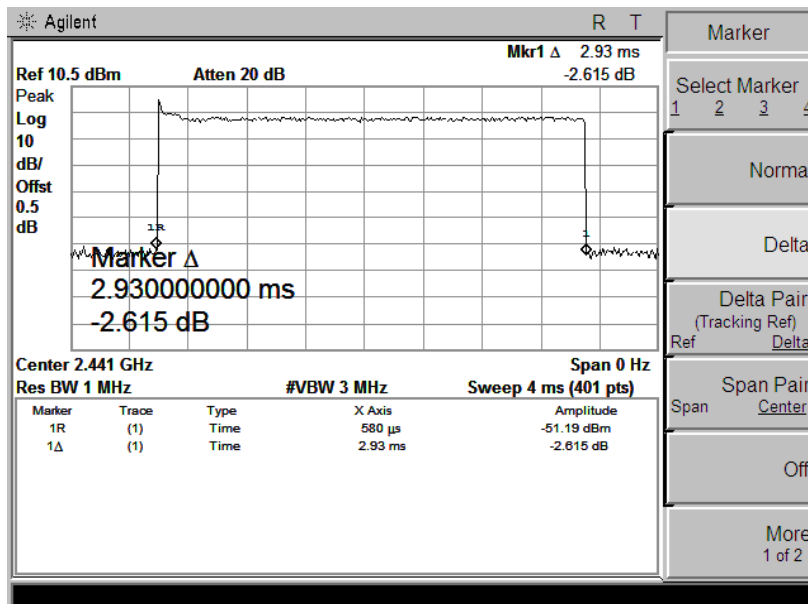 Agilent R T
Mkr1 Δ 2.93 ms
Ref 10.5 dBm Atten 20 dB -2.615 dB
Peak
Log
10
dB/
Offst
0.5
dB
1R
1
Marker Δ
2.930000000 ms
-2.615 dB
Center 2.441 GHz Span 0 Hz
Res BW 1 MHz #VBW 3 MHz Sweep 4 ms (401 pts)
Marker Trace Type X Axis Amplitude
1R (1) Time 580 µs -51.19 dBm
1Δ (1) Time 2.93 ms -2.615 dB
Marker
Select Marker
1 2 3 4
Norma
Delta
Delta Pair
(Tracking Ref)
Ref Delta
Span Pair
Span Center
Off
More
1 of 2